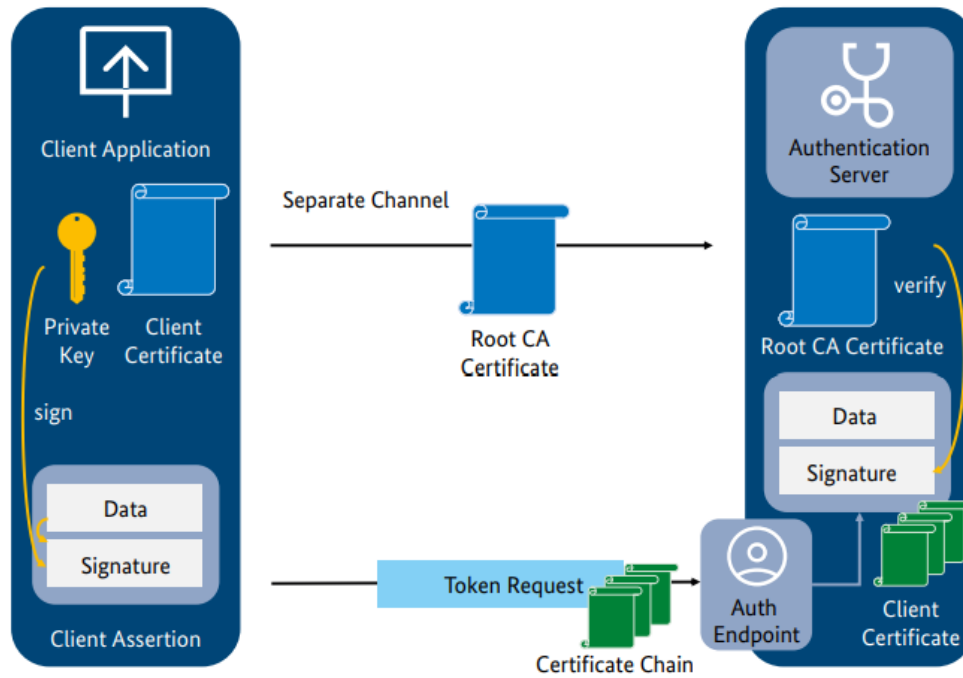 Client Application
Private
Key
Client
Certificate
sign
Data
Signature
Client Assertion
Separate Channel
Root CA
Certificate
Token Request
Certificate Chain
Auth
Endpoint
Authentication
Server
verify
Root CA Certificate
Data
Signature
Client
Certificate